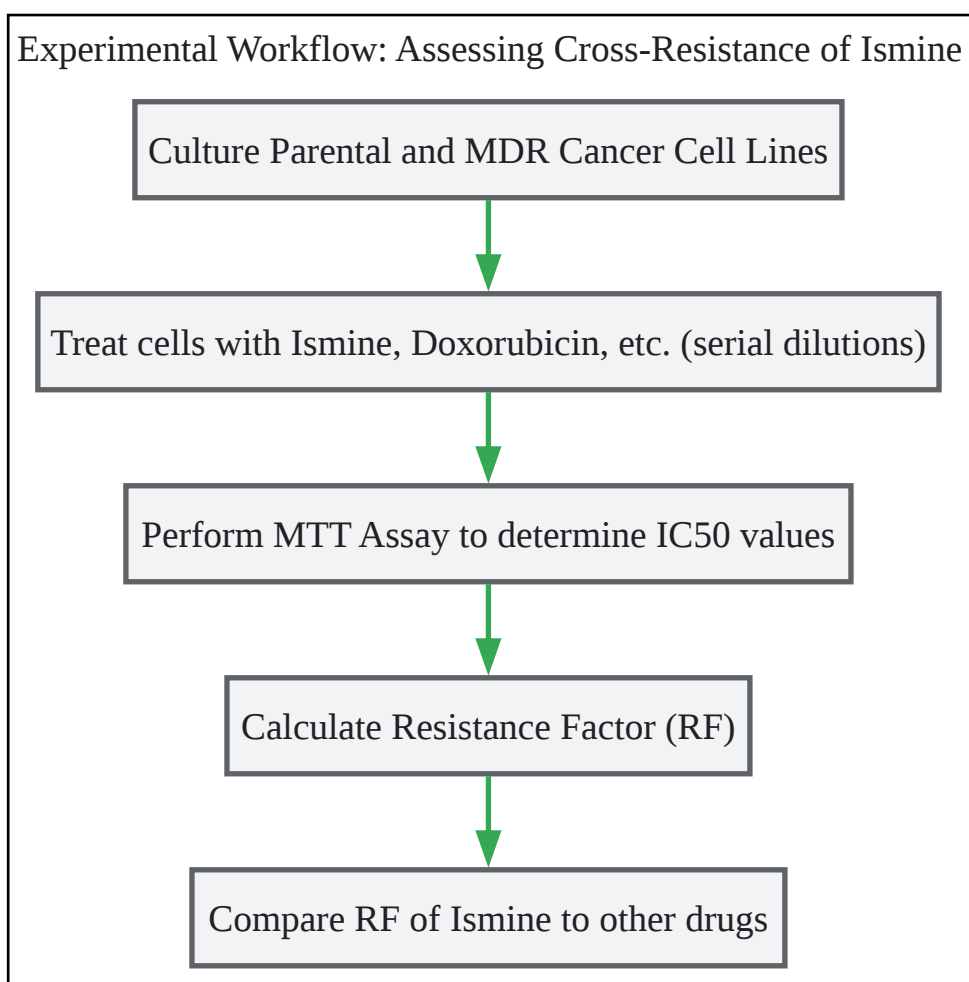 Experimental Workflow: Assessing Cross-Resistance of Ismine
Culture Parental and MDR Cancer Cell Lines
Treat cells with Ismine, Doxorubicin, etc. (serial dilutions)
Perform MTT Assay to determine IC50 values
Calculate Resistance Factor (RF)
Compare RF of Ismine to other drugs